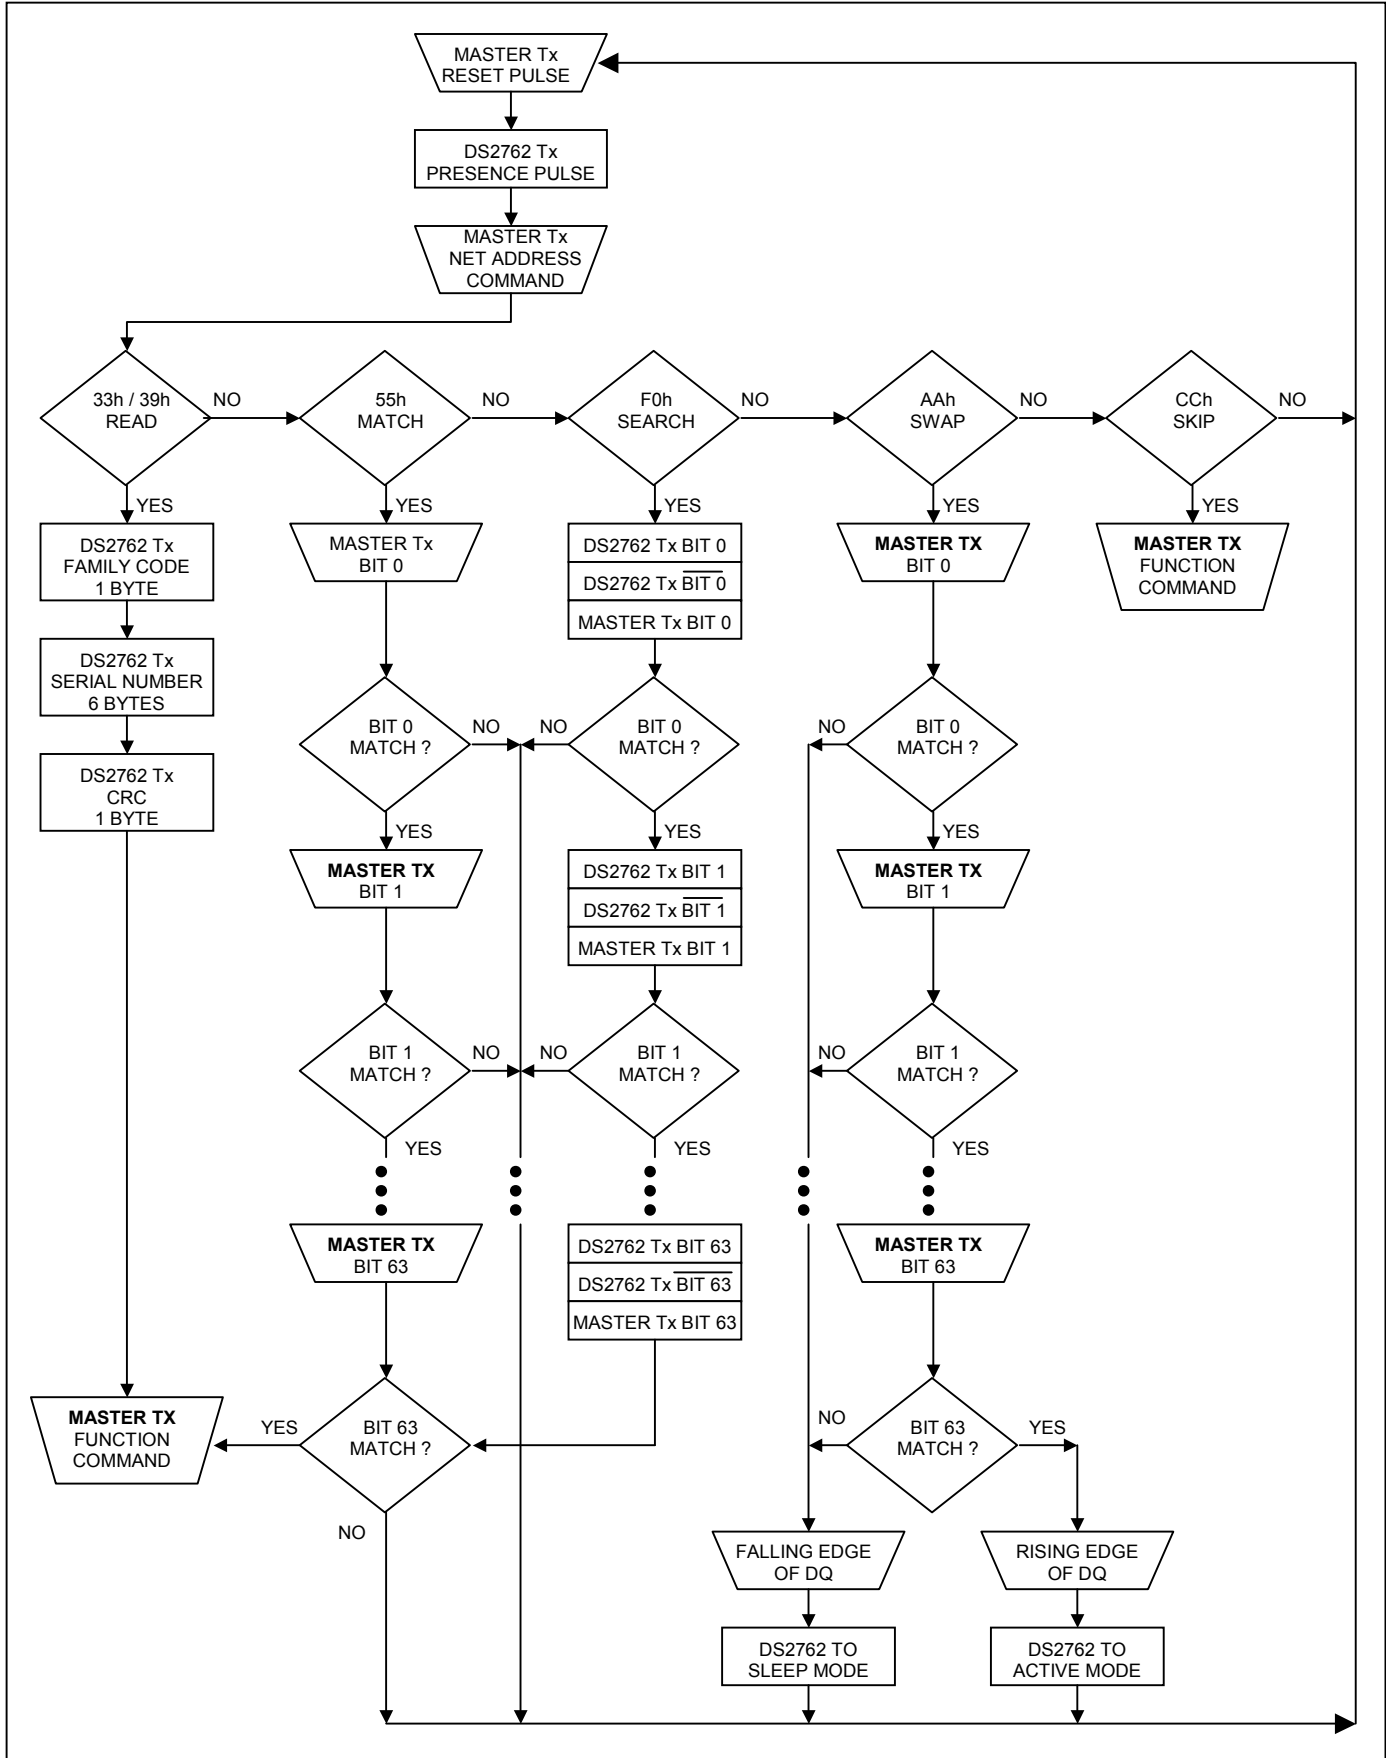 MASTER Tx
RESET PULSE
DS2762 Tx
PRESENCE PULSE
MASTER Tx
NET ADDRESS
COMMAND
33h / 39h
READ
NO
55h
MATCH
NO
F0h
SEARCH
NO
AAh
SWAP
NO
CCh
SKIP
NO
YES
YES
YES
YES
YES
DS2762 Tx
FAMILY CODE
1 BYTE
DS2762 Tx
SERIAL NUMBER
6 BYTES
DS2762 Tx
CRC
1 BYTE
MASTER Tx
BIT 0
BIT 0
MATCH ?
NO
YES
MASTER TX
BIT 1
BIT 1
MATCH ?
NO
YES
MASTER TX
BIT 63
BIT 63
MATCH ?
YES
NO
MASTER TX
FUNCTION
COMMAND
DS2762 Tx BIT 0
DS2762 Tx BIT 0
MASTER Tx BIT 0
BIT 0
MATCH ?
NO
YES
DS2762 Tx BIT 1
DS2762 Tx BIT 1
MASTER Tx BIT 1
BIT 1
MATCH ?
NO
YES
DS2762 Tx BIT 63
DS2762 Tx BIT 63
MASTER Tx BIT 63
MASTER TX
BIT 0
BIT 0
MATCH ?
NO
YES
MASTER TX
BIT 1
BIT 1
MATCH ?
NO
YES
MASTER TX
BIT 63
BIT 63
MATCH ?
NO
YES
FALLING EDGE
OF DQ
DS2762 TO
SLEEP MODE
RISING EDGE
OF DQ
DS2762 TO
ACTIVE MODE
MASTER TX
FUNCTION
COMMAND